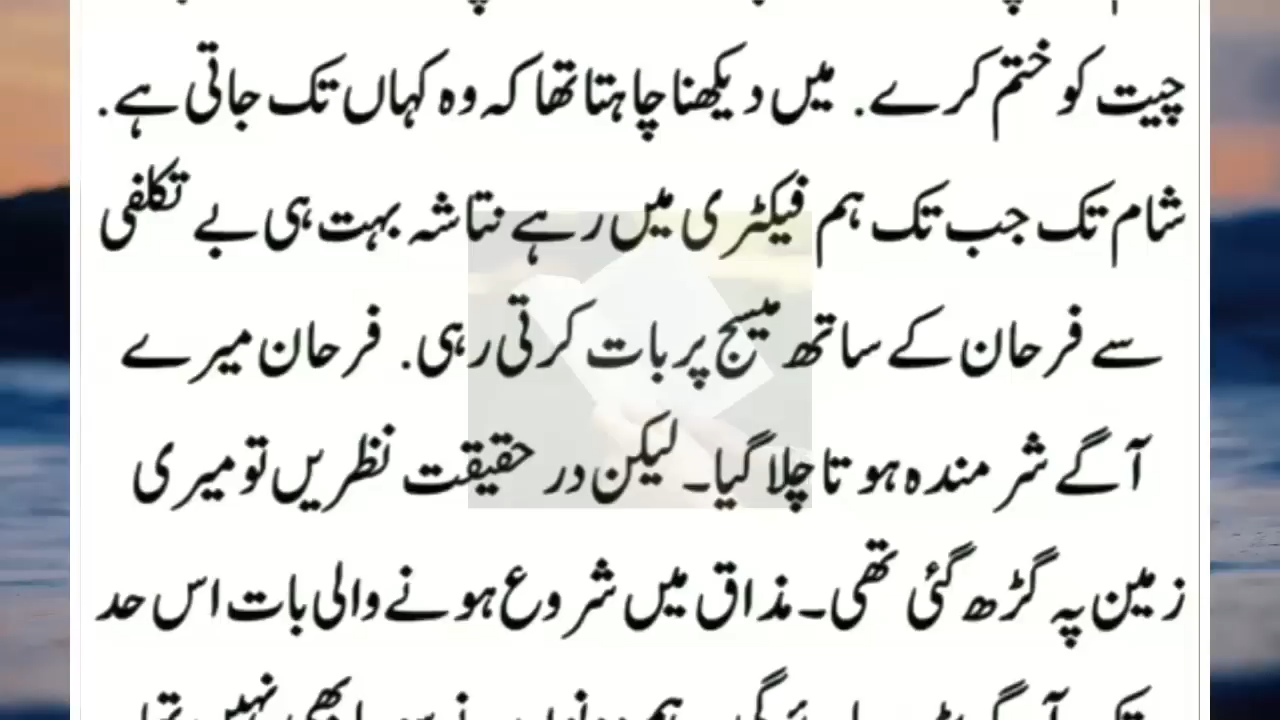 چیت کو ختم کرے. میں دیکھنا چاہتا تھا کہ وہ کہاں تک جاتی ہے.
شام تک جب تک ہم فیکٹری میں رہے نتاشہ بہت ہی بے تکلفی
سے فرحان کے ساتھ میسج پر بات کرتی رہی. فرحان میرے
آگے شرمندہ ہوتا چلا گیا۔ لیکن در حقیقت نظریں تو میری
زمین پہ گڑھ گئی تھی۔ مذاق میں شروع ہونے والی بات اس حد